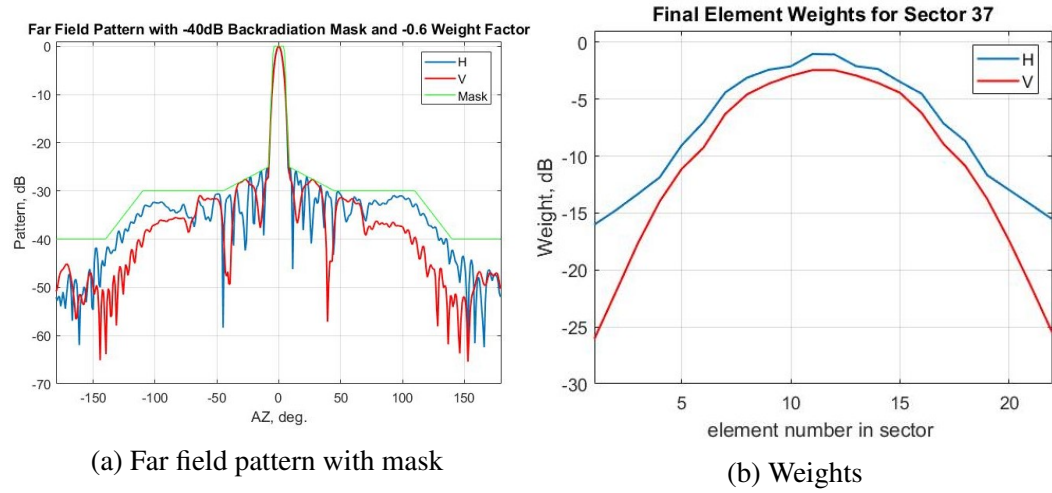 Far Field Pattern with -40dB Backradiation Mask and -0.6 Weight Factor
0
-10
-20
-30
-40
-50
-60
-70
Pattern, dB
-150
-100
-50
0
50
100
150
AZ, deg.
H
V
Mask
(a) Far field pattern with mask
Final Element Weights for Sector 37
0
-5
-10
-15
-20
-25
-30
Weight, dB
5
10
15
20
element number in sector
H
V
(b) Weights